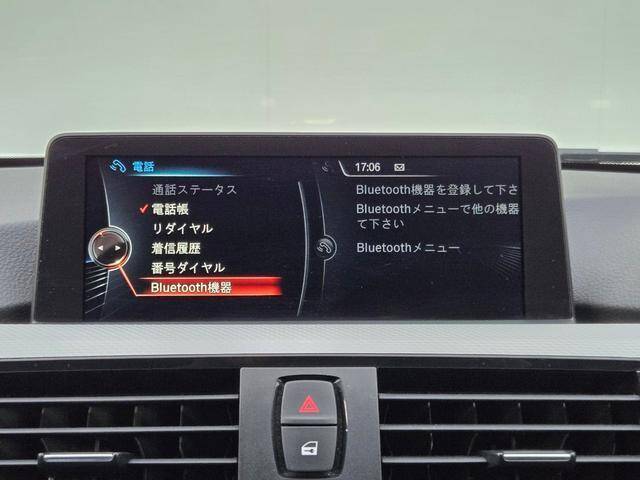 電話
通話ステータス
電話帳
リダイヤル
着信履歴
番号ダイヤル
Bluetooth機器
17:06
Bluetooth機器を登録して下さ
Bluetoothメニューで他の機器
て下さい
Bluetoothメニュー